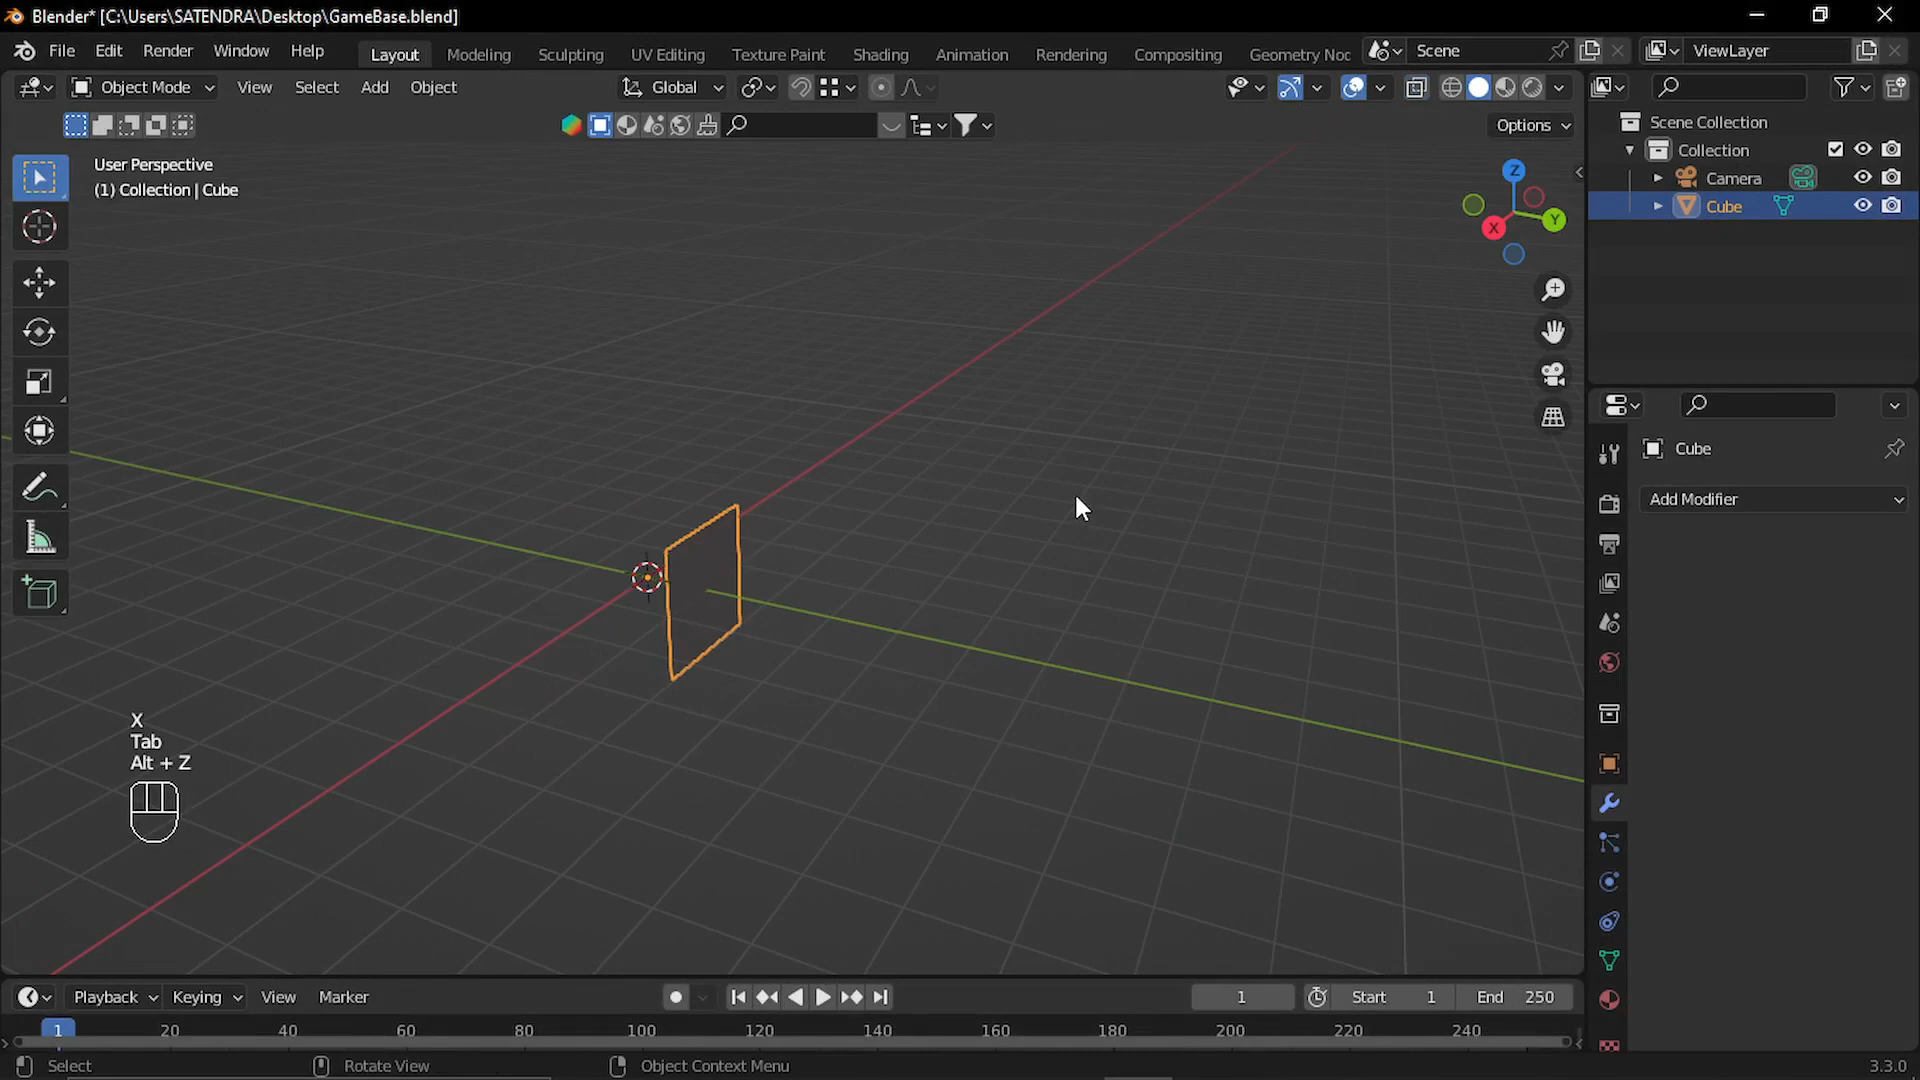 Blender* [C:\Users\SATENDRA\Desktop\GameBase.blend]
File Edit Render Window Help Layout Modeling Sculpting UV Editing Texture Paint Shading Animation Rendering Compositing Geometry Noc Scene ViewLayer
Object Mode View Select Add Object Global
Options
User Perspective
(1) Collection | Cube
Z
Y
X
Scene Collection
Collection
Camera
Cube
Cube
Add Modifier
X
Tab
Alt + Z
Playback Keying View Marker 1 Start 1 End 250
1 20 40 60 80 100 120 140 160 180 200 220 240
Select Rotate View Object Context Menu 3.3.0